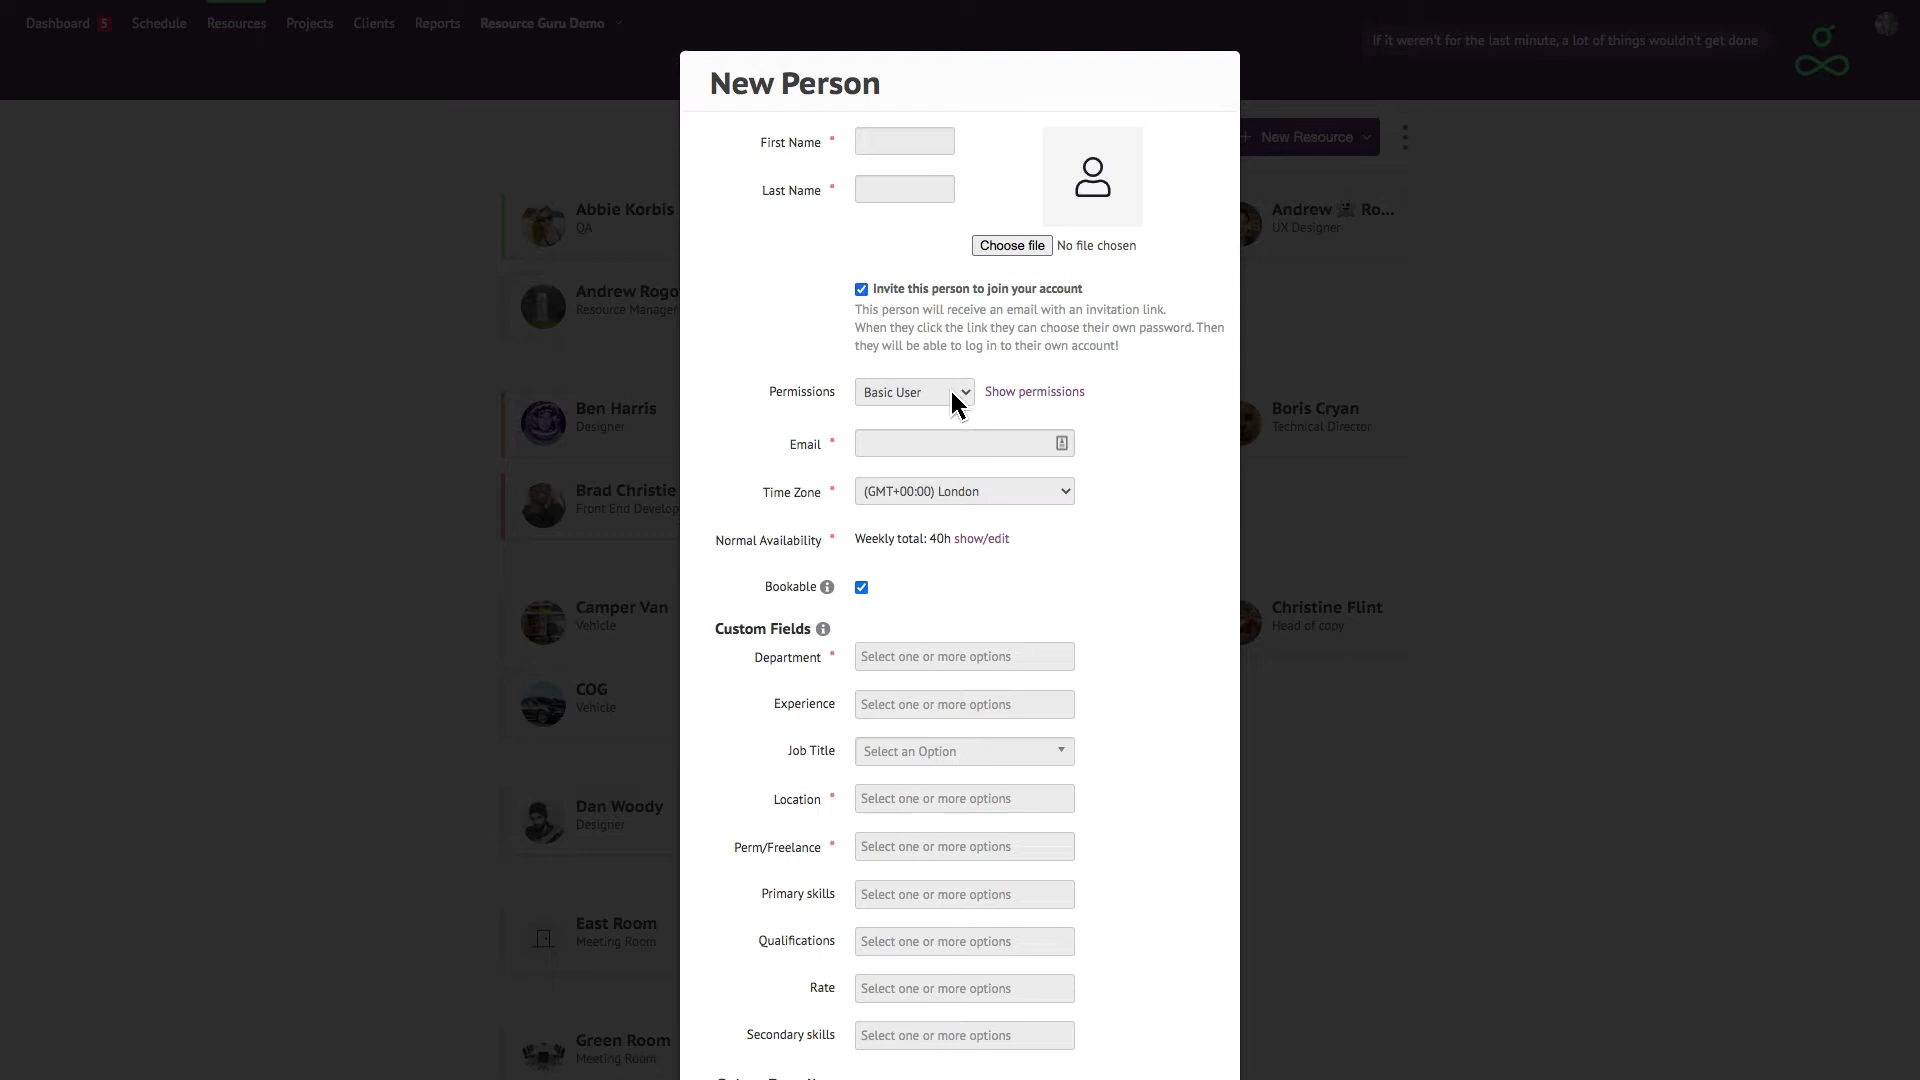 Dashboard 5 Schedule Resources Projects Clients Reports Resource Guru Demo
If it weren't for the last minute, a lot of things wouldn't get done
New Person
First Name *
Last Name *
Choose file No file chosen
Invite this person to join your account
This person will receive an email with an invitation link.
When they click the link they can choose their own password. Then
they will be able to log in to their own account!
Permissions Basic User Show permissions
Email *
Time Zone * (GMT+00:00) London
Normal Availability * Weekly total: 40h show/edit
Bookable
Custom Fields
Department * Select one or more options
Experience Select one or more options
Job Title Select an Option
Location * Select one or more options
Perm/Freelance * Select one or more options
Primary skills Select one or more options
Qualifications Select one or more options
Rate Select one or more options
Secondary skills Select one or more options
+ New Resource
Abbie Korbis
QA
Andrew Rogo
Resource Manager
Ben Harris
Designer
Brad Christie
Front End Develop
Camper Van
Vehicle
COG
Vehicle
Dan Woody
Designer
East Room
Meeting Room
Green Room
Meeting Room
Andrew Ro...
UX Designer
Boris Cryan
Technical Director
Christine Flint
Head of copy